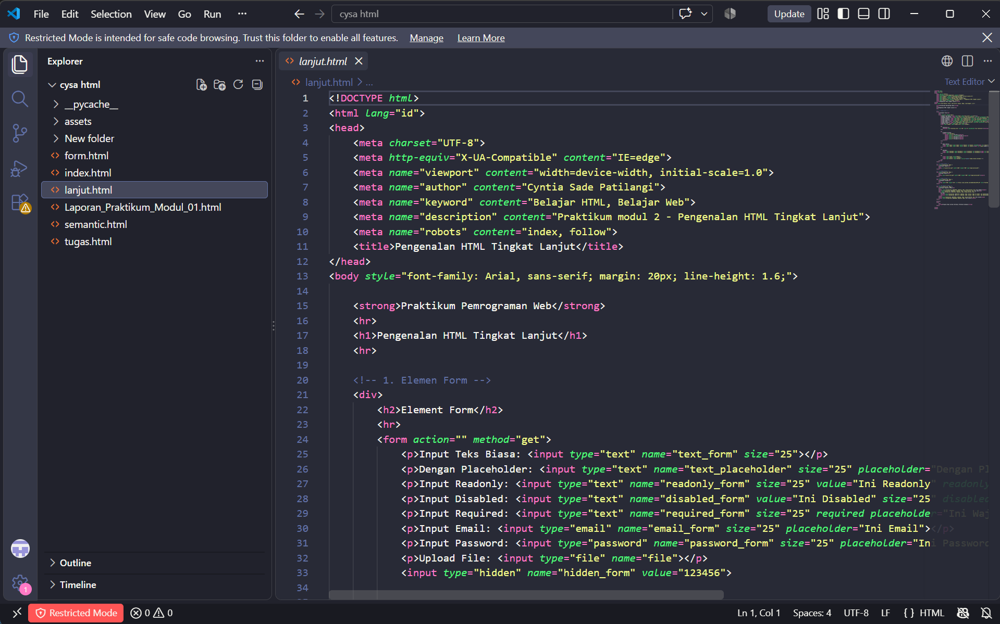 File Edit Selection View Go Run ... cysa html Update
Restricted Mode is intended for safe code browsing. Trust this folder to enable all features. Manage Learn More
Explorer
cysa html
__pycache__
assets
New folder
form.html
index.html
lanjut.html
Laporan_Praktikum_Modul_01.html
semantic.html
tugas.html
Outline
Timeline
1
lanjut.html
lanjut.html > ...
Text Editor
1 <!DOCTYPE html>
2 <html lang="id">
3 <head>
4 <meta charset="UTF-8">
5 <meta http-equiv="X-UA-Compatible" content="IE=edge">
6 <meta name="viewport" content="width=device-width, initial-scale=1.0">
7 <meta name="author" content="Cyntia Sade Patilangi">
8 <meta name="keyword" content="Belajar HTML, Belajar Web">
9 <meta name="description" content="Praktikum modul 2 - Pengenalan HTML Tingkat Lanjut">
10 <meta name="robots" content="index, follow">
11 <title>Pengenalan HTML Tingkat Lanjut</title>
12 </head>
13 <body style="font-family: Arial, sans-serif; margin: 20px; line-height: 1.6;">
14
15 <strong>Praktikum Pemrograman Web</strong>
16 <hr>
17 <h1>Pengenalan HTML Tingkat Lanjut</h1>
18 <hr>
19
20 <!-- 1. Elemen Form -->
21 <div>
22 <h2>Element Form</h2>
23 <hr>
24 <form action="" method="get">
25 <p>Input Teks Biasa: <input type="text" name="text_form" size="25"></p>
26 <p>Dengan Placeholder: <input type="text" name="text_placeholder" size="25" placeholder="Dengan Pl
27 <p>Input Readonly: <input type="text" name="readonly_form" size="25" value="Ini Readonly" readonly
28 <p>Input Disabled: <input type="text" name="disabled_form" value="Ini Disabled" size="25" disabled
29 <p>Input Required: <input type="text" name="required_form" size="25" required placeholder="Ini Waj
30 <p>Input Email: <input type="email" name="email_form" size="25" placeholder="Ini Email"></p>
31 <p>Input Password: <input type="password" name="password_form" size="25" placeholder="Ini Password
32 <p>Upload File: <input type="file" name="file"></p>
33 <input type="hidden" name="hidden_form" value="123456">
34
Restricted Mode 0 0 Ln 1, Col 1 Spaces: 4 UTF-8 LF { } HTML